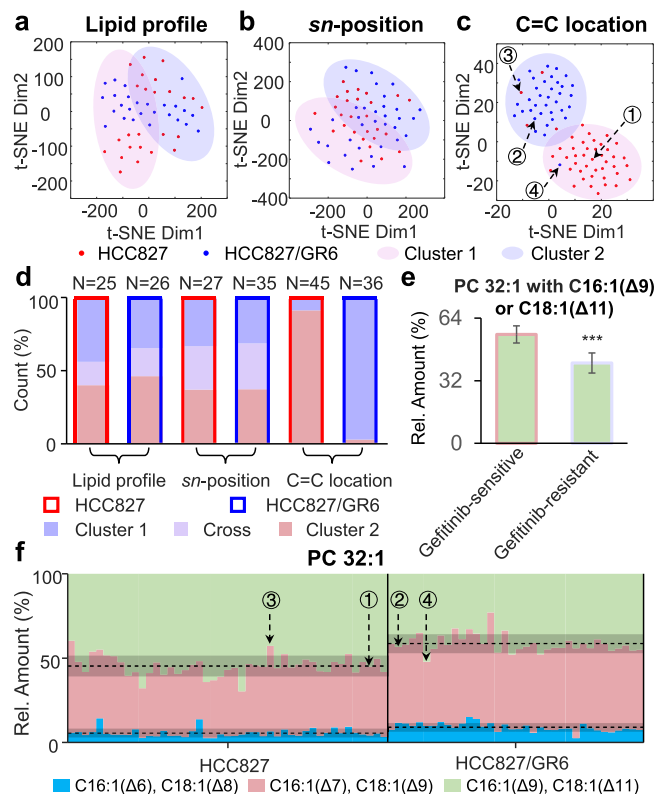 a Lipid profile
b sn-position
c C=C location
t-SNE Dim2
200
100
0
-100
-200
-200 0 200
t-SNE Dim1
t-SNE Dim2
400
200
0
-200
-400
-200 0 200
t-SNE Dim1
t-SNE Dim2
40
20
0
-20
-20 0 20 40
t-SNE Dim1
③
①
②
④
HCC827 HCC827/GR6 Cluster 1 Cluster 2
d
N=25 N=26 N=27 N=35 N=45 N=36
Count (%)
100
50
0
Lipid profile sn-position C=C location
HCC827 HCC827/GR6
Cluster 1 Cross Cluster 2
e
PC 32:1 with C16:1(Δ9)
or C18:1(Δ11)
Rel. Amount (%)
64
32
0
***
Gefitinib-sensitive
Gefitinib-resistant
f PC 32:1
Rel. Amount (%)
100
50
0
③ ① ② ④
HCC827 HCC827/GR6
C16:1(Δ6), C18:1(Δ8) C16:1(Δ7), C18:1(Δ9) C16:1(Δ9), C18:1(Δ11)